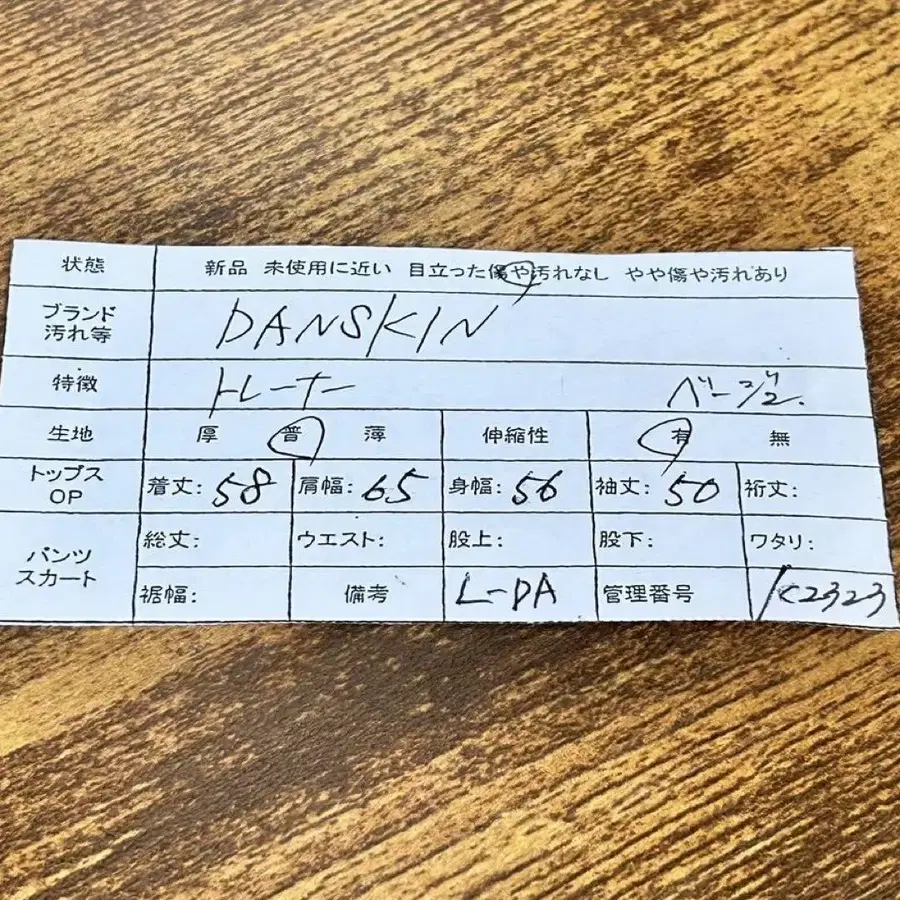 状態 新品 未使用に近い 目立った傷や汚れなし やや傷や汚れあり
ブランド
汚れ等 DANSKIN
特徴 トレーナー ベージュ.
生地 厚 普 薄 伸縮性 有 無
トップス
OP 着丈: 58 肩幅: 65 身幅: 56 袖丈: 50 裄丈:
パンツ
スカート 総丈: ウエスト: 股上: 股下: ワタリ:
裾幅: 備考 L-DA 管理番号 K2323